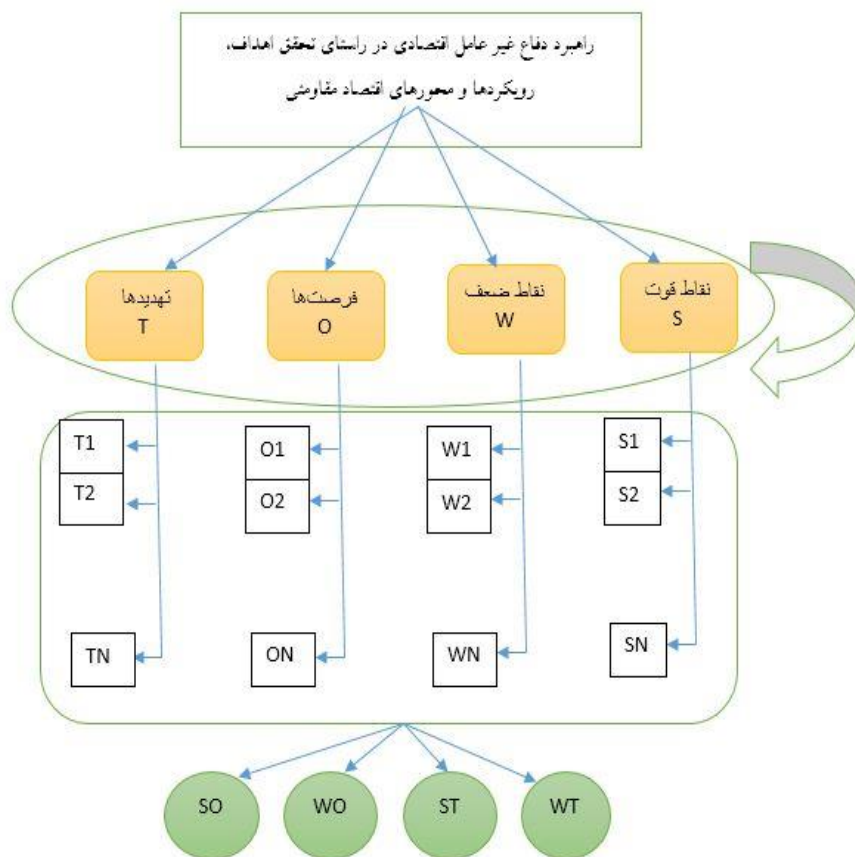 راهبرد دفاع غیر عامل اقتصادی در راستای تحقق اهداف،
رویکردها و محورهای اقتصاد مقاومتی
نقاط قوت
S
نقاط ضعف
W
فرصت‌ها
O
تهدیدها
T
S1
S2
SN
W1
W2
WN
O1
O2
ON
T1
T2
TN
SO
WO
ST
WT